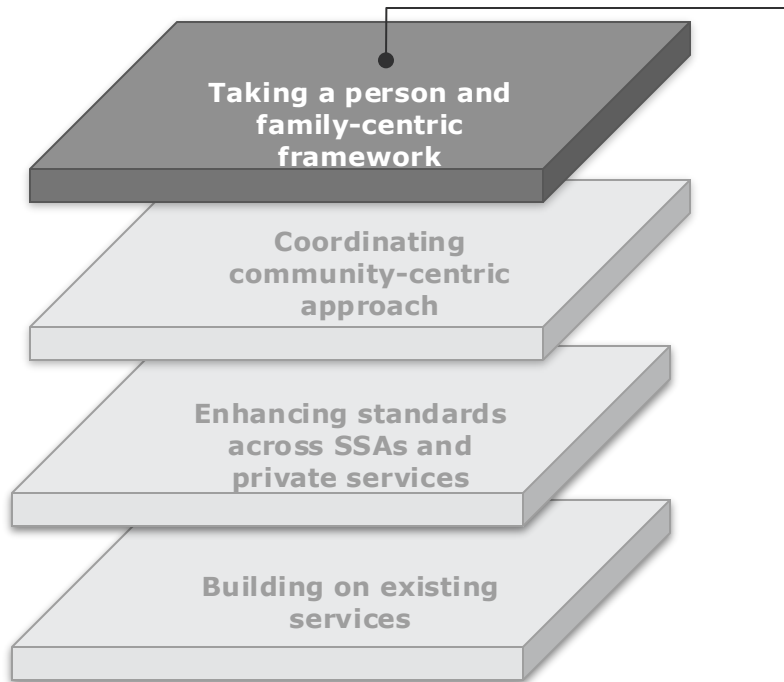 Taking a person and
family-centric
framework
Coordinating
community-centric
approach
Enhancing standards
across SSAs and
private services
Building on existing
services